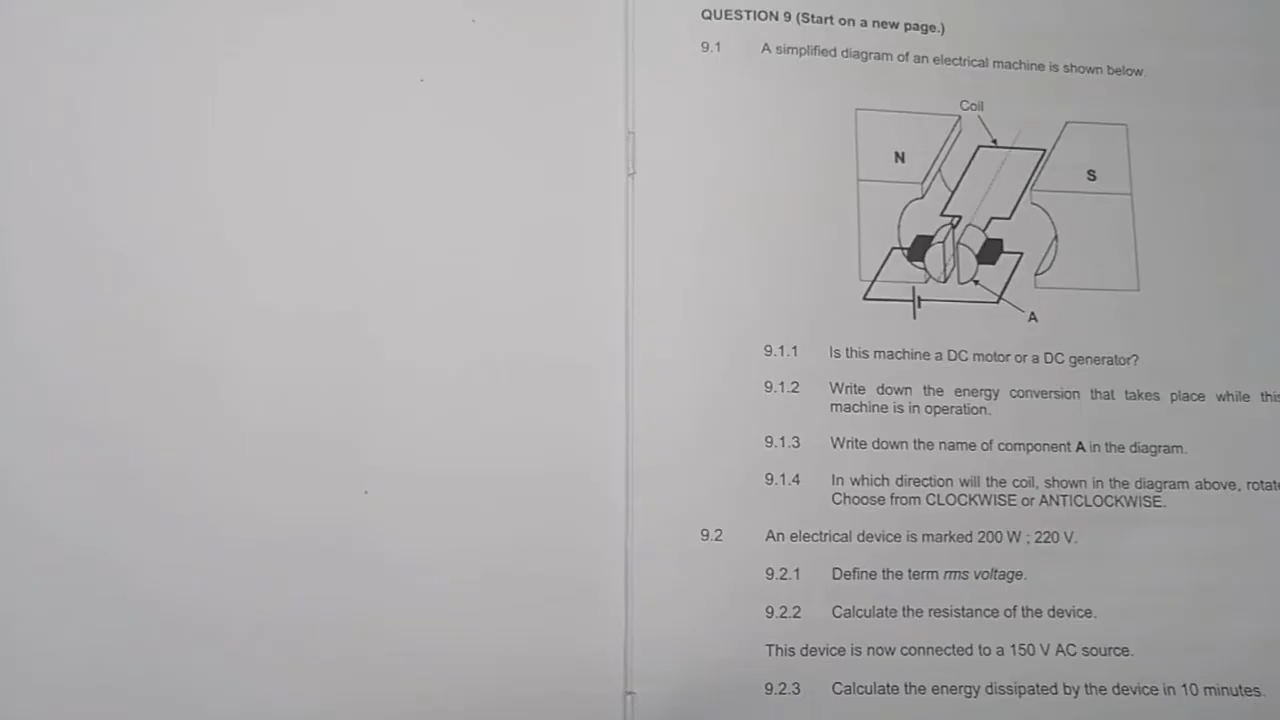 QUESTION 9 (Start on a new page.)
9.1 A simplified diagram of an electrical machine is shown below.
Coil
N
S
A
9.1.1 Is this machine a DC motor or a DC generator?
9.1.2 Write down the energy conversion that takes place while this
machine is in operation.
9.1.3 Write down the name of component A in the diagram.
9.1.4 In which direction will the coil, shown in the diagram above, rotate
Choose from CLOCKWISE or ANTICLOCKWISE.
9.2 An electrical device is marked 200 W ; 220 V.
9.2.1 Define the term rms voltage.
9.2.2 Calculate the resistance of the device.
This device is now connected to a 150 V AC source.
9.2.3 Calculate the energy dissipated by the device in 10 minutes.